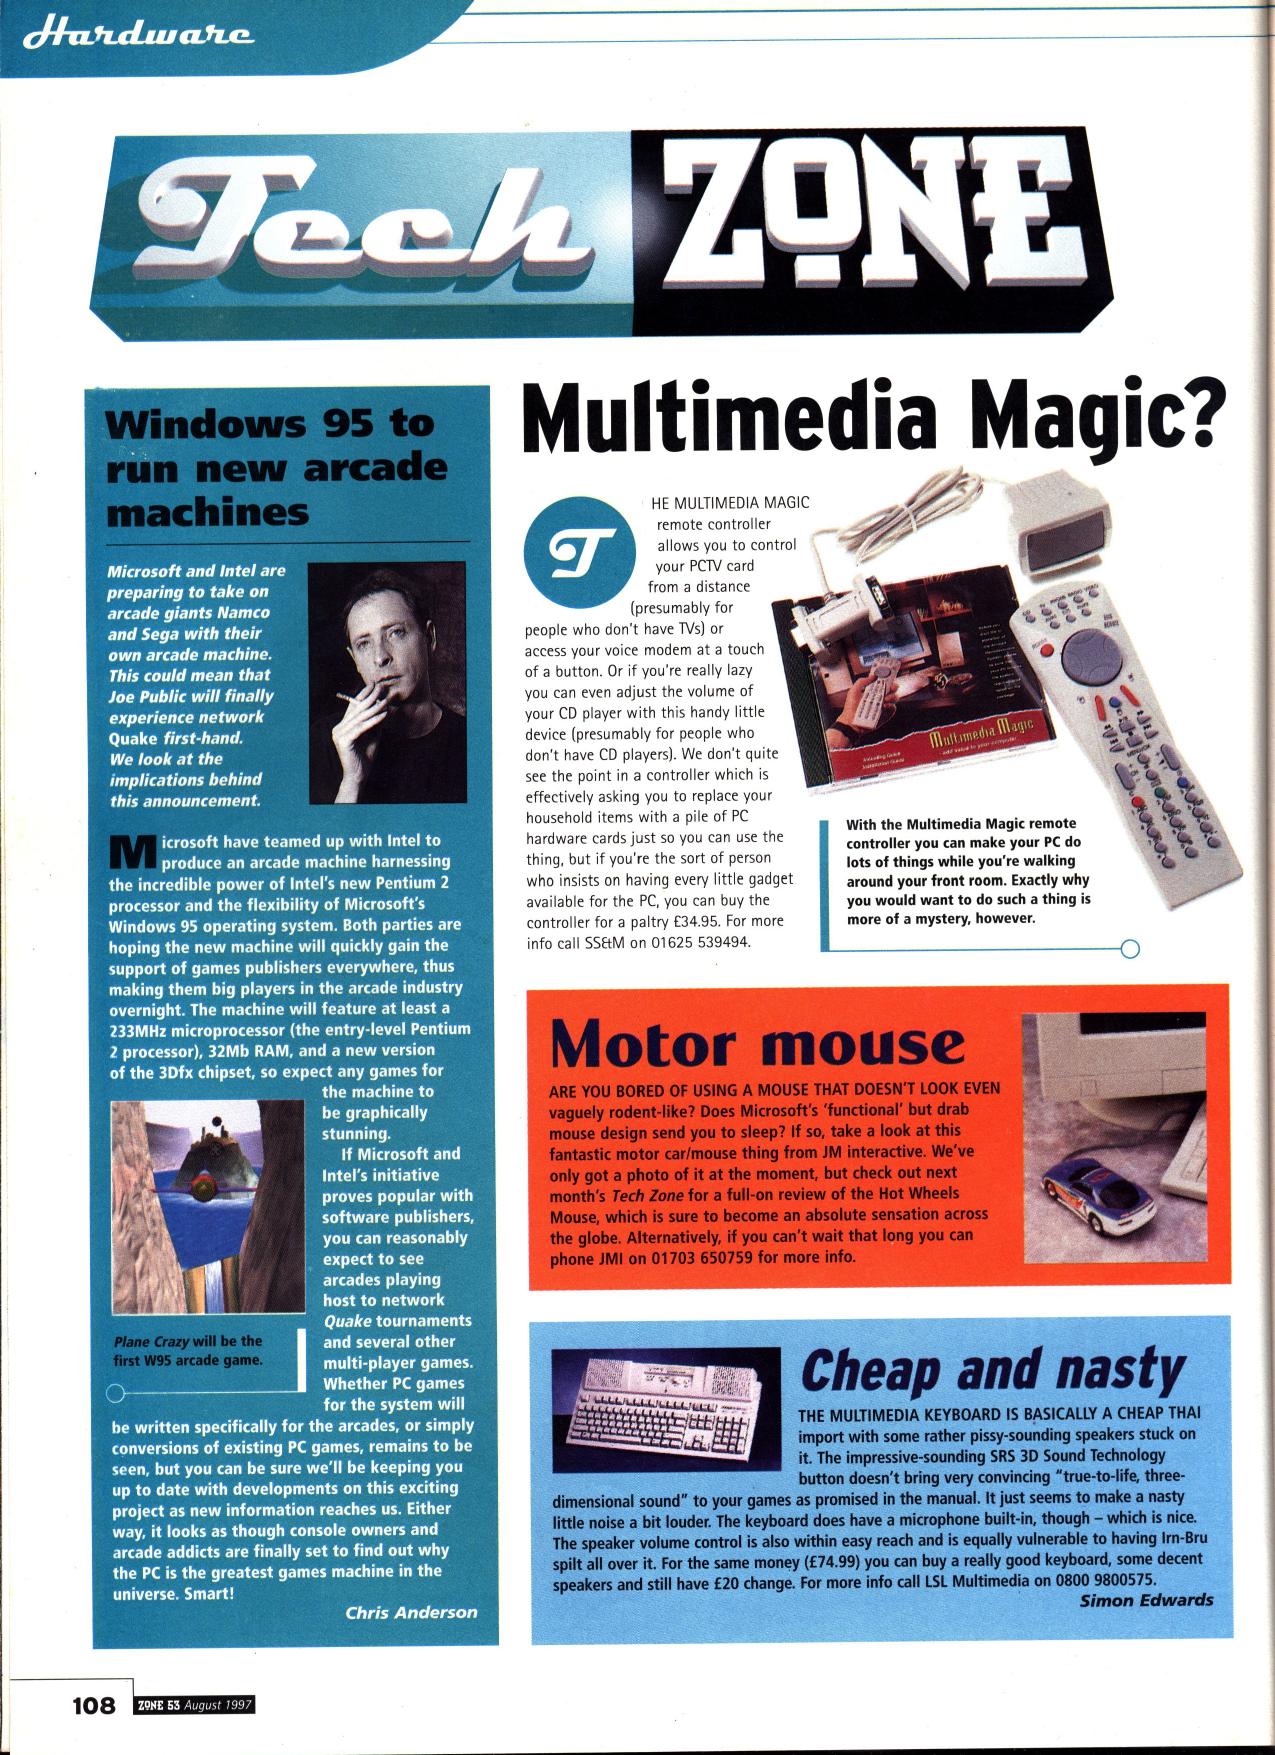 Hardware
Tech ZONE
Windows 95 to
run new arcade
machines
Microsoft and Intel are
preparing to take on
arcade giants Namco
and Sega with their
own arcade machine.
This could mean that
Joe Public will finally
experience network
Quake first-hand.
We look at the
implications behind
this announcement.
Microsoft have teamed up with Intel to
produce an arcade machine harnessing
the incredible power of Intel's new Pentium 2
processor and the flexibility of Microsoft's
Windows 95 operating system. Both parties are
hoping the new machine will quickly gain the
support of games publishers everywhere, thus
making them big players in the arcade industry
overnight. The machine will feature at least a
233MHz microprocessor (the entry-level Pentium
2 processor), 32Mb RAM, and a new version
of the 3Dfx chipset, so expect any games for
the machine to
be graphically
stunning.
If Microsoft and
Intel's initiative
proves popular with
software publishers,
you can reasonably
expect to see
arcades playing
host to network
Quake tournaments
and several other
multi-player games.
Whether PC games
for the system will
be written specifically for the arcades, or simply
conversions of existing PC games, remains to be
seen, but you can be sure we'll be keeping you
up to date with developments on this exciting
project as new information reaches us. Either
way, it looks as though console owners and
arcade addicts are finally set to find out why
the PC is the greatest games machine in the
universe. Smart!
Chris Anderson
Plane Crazy will be the
first W95 arcade game.
Multimedia Magic?
THE MULTIMEDIA MAGIC
remote controller
allows you to control
your PCTV card
from a distance
(presumably for
people who don't have TVs) or
access your voice modem at a touch
of a button. Or if you're really lazy
you can even adjust the volume of
your CD player with this handy little
device (presumably for people who
don't have CD players). We don't quite
see the point in a controller which is
effectively asking you to replace your
household items with a pile of PC
hardware cards just so you can use the
thing, but if you're the sort of person
who insists on having every little gadget
available for the PC, you can buy the
controller for a paltry £34.95. For more
info call SS&M on 01625 539494.
Multimedia Magic
Including Quick
Installation Guide
With the Multimedia Magic remote
controller you can make your PC do
lots of things while you're walking
around your front room. Exactly why
you would want to do such a thing is
more of a mystery, however.
Motor mouse
ARE YOU BORED OF USING A MOUSE THAT DOESN'T LOOK EVEN
vaguely rodent-like? Does Microsoft's 'functional' but drab
mouse design send you to sleep? If so, take a look at this
fantastic motor car/mouse thing from JM interactive. We've
only got a photo of it at the moment, but check out next
month's Tech Zone for a full-on review of the Hot Wheels
Mouse, which is sure to become an absolute sensation across
the globe. Alternatively, if you can't wait that long you can
phone JMI on 01703 650759 for more info.
Cheap and nasty
THE MULTIMEDIA KEYBOARD IS BASICALLY A CHEAP THAI
import with some rather pissy-sounding speakers stuck on
it. The impressive-sounding SRS 3D Sound Technology
button doesn't bring very convincing "true-to-life, three-
dimensional sound" to your games as promised in the manual. It just seems to make a nasty
little noise a bit louder. The keyboard does have a microphone built-in, though – which is nice.
The speaker volume control is also within easy reach and is equally vulnerable to having Irn-Bru
spilt all over it. For the same money (£74.99) you can buy a really good keyboard, some decent
speakers and still have £20 change. For more info call LSL Multimedia on 0800 9800575.
Simon Edwards
108 ZONE 53 August 1997